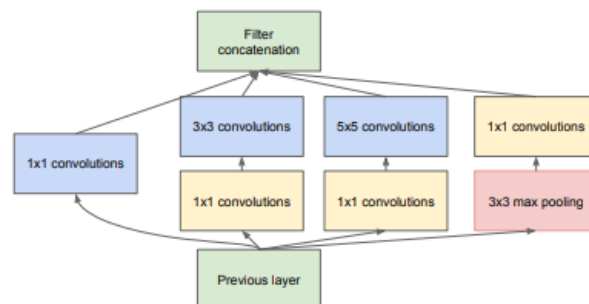 Filter
concatenation
3x3 convolutions
5x5 convolutions
1x1 convolutions
1x1 convolutions
1x1 convolutions
1x1 convolutions
3x3 max pooling
Previous layer